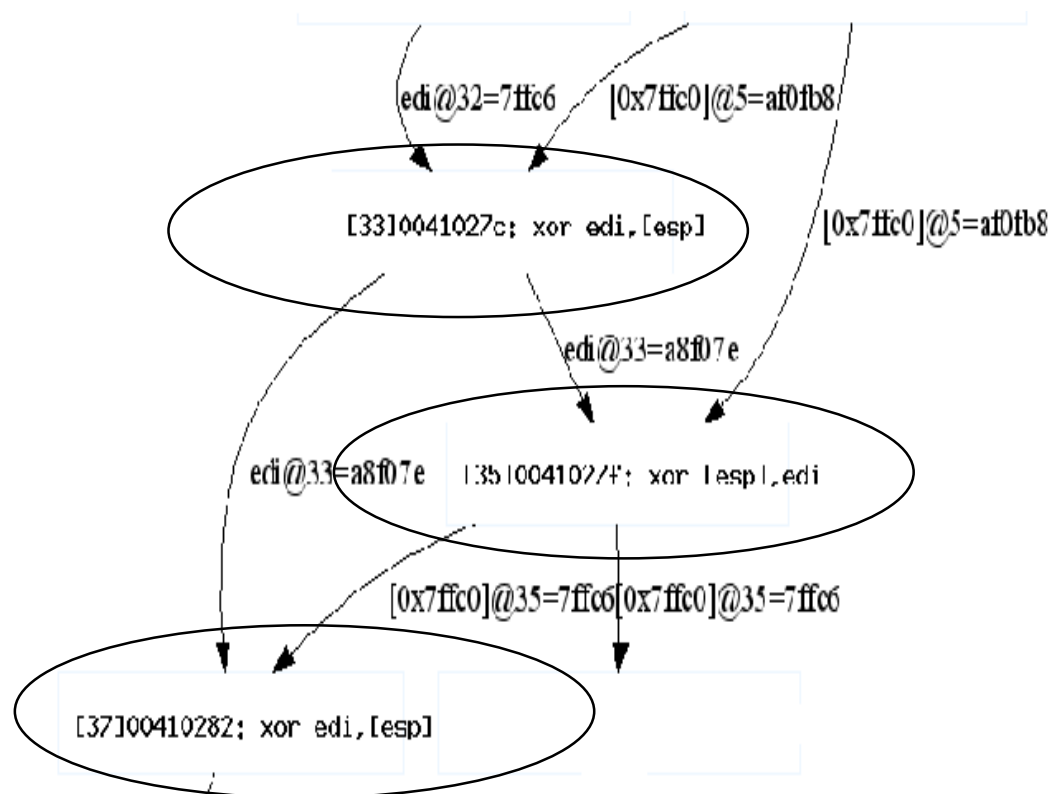 edi@32=7ffc6
[0x7ffc0]@5=af0fb8
[33]0041027c: xor edi,[esp]
[0x7ffc0]@5=af0fb8
edi@33=a8f07e
edi@33=a8f07e
[35]0041027f: xor [esp],edi
[0x7ffc0]@35=7ffc6
[0x7ffc0]@35=7ffc6
[37]00410282: xor edi,[esp]